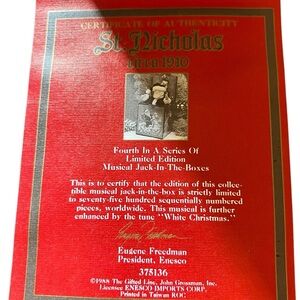 CERTIFICATE OF AUTHENTICITY
St. Nicholas
circa 1910
Fourth In A Series Of
Limited Edition
Musical Jack-In-The-Boxes
This is to certify that the edition of this collec-
tible musical jack-in-the-box is strictly limited
to seventy-five hundred sequentially numbered
pieces, worldwide. This musical is further
enhanced by the tune "White Christmas."
Eugene Freedman
Eugene Freedman
President, Enesco
375136
©1988 The Gifted Line, John Grossman, Inc.
Licensee ENESCO IMPORTS CORP.
Printed in Taiwan ROC